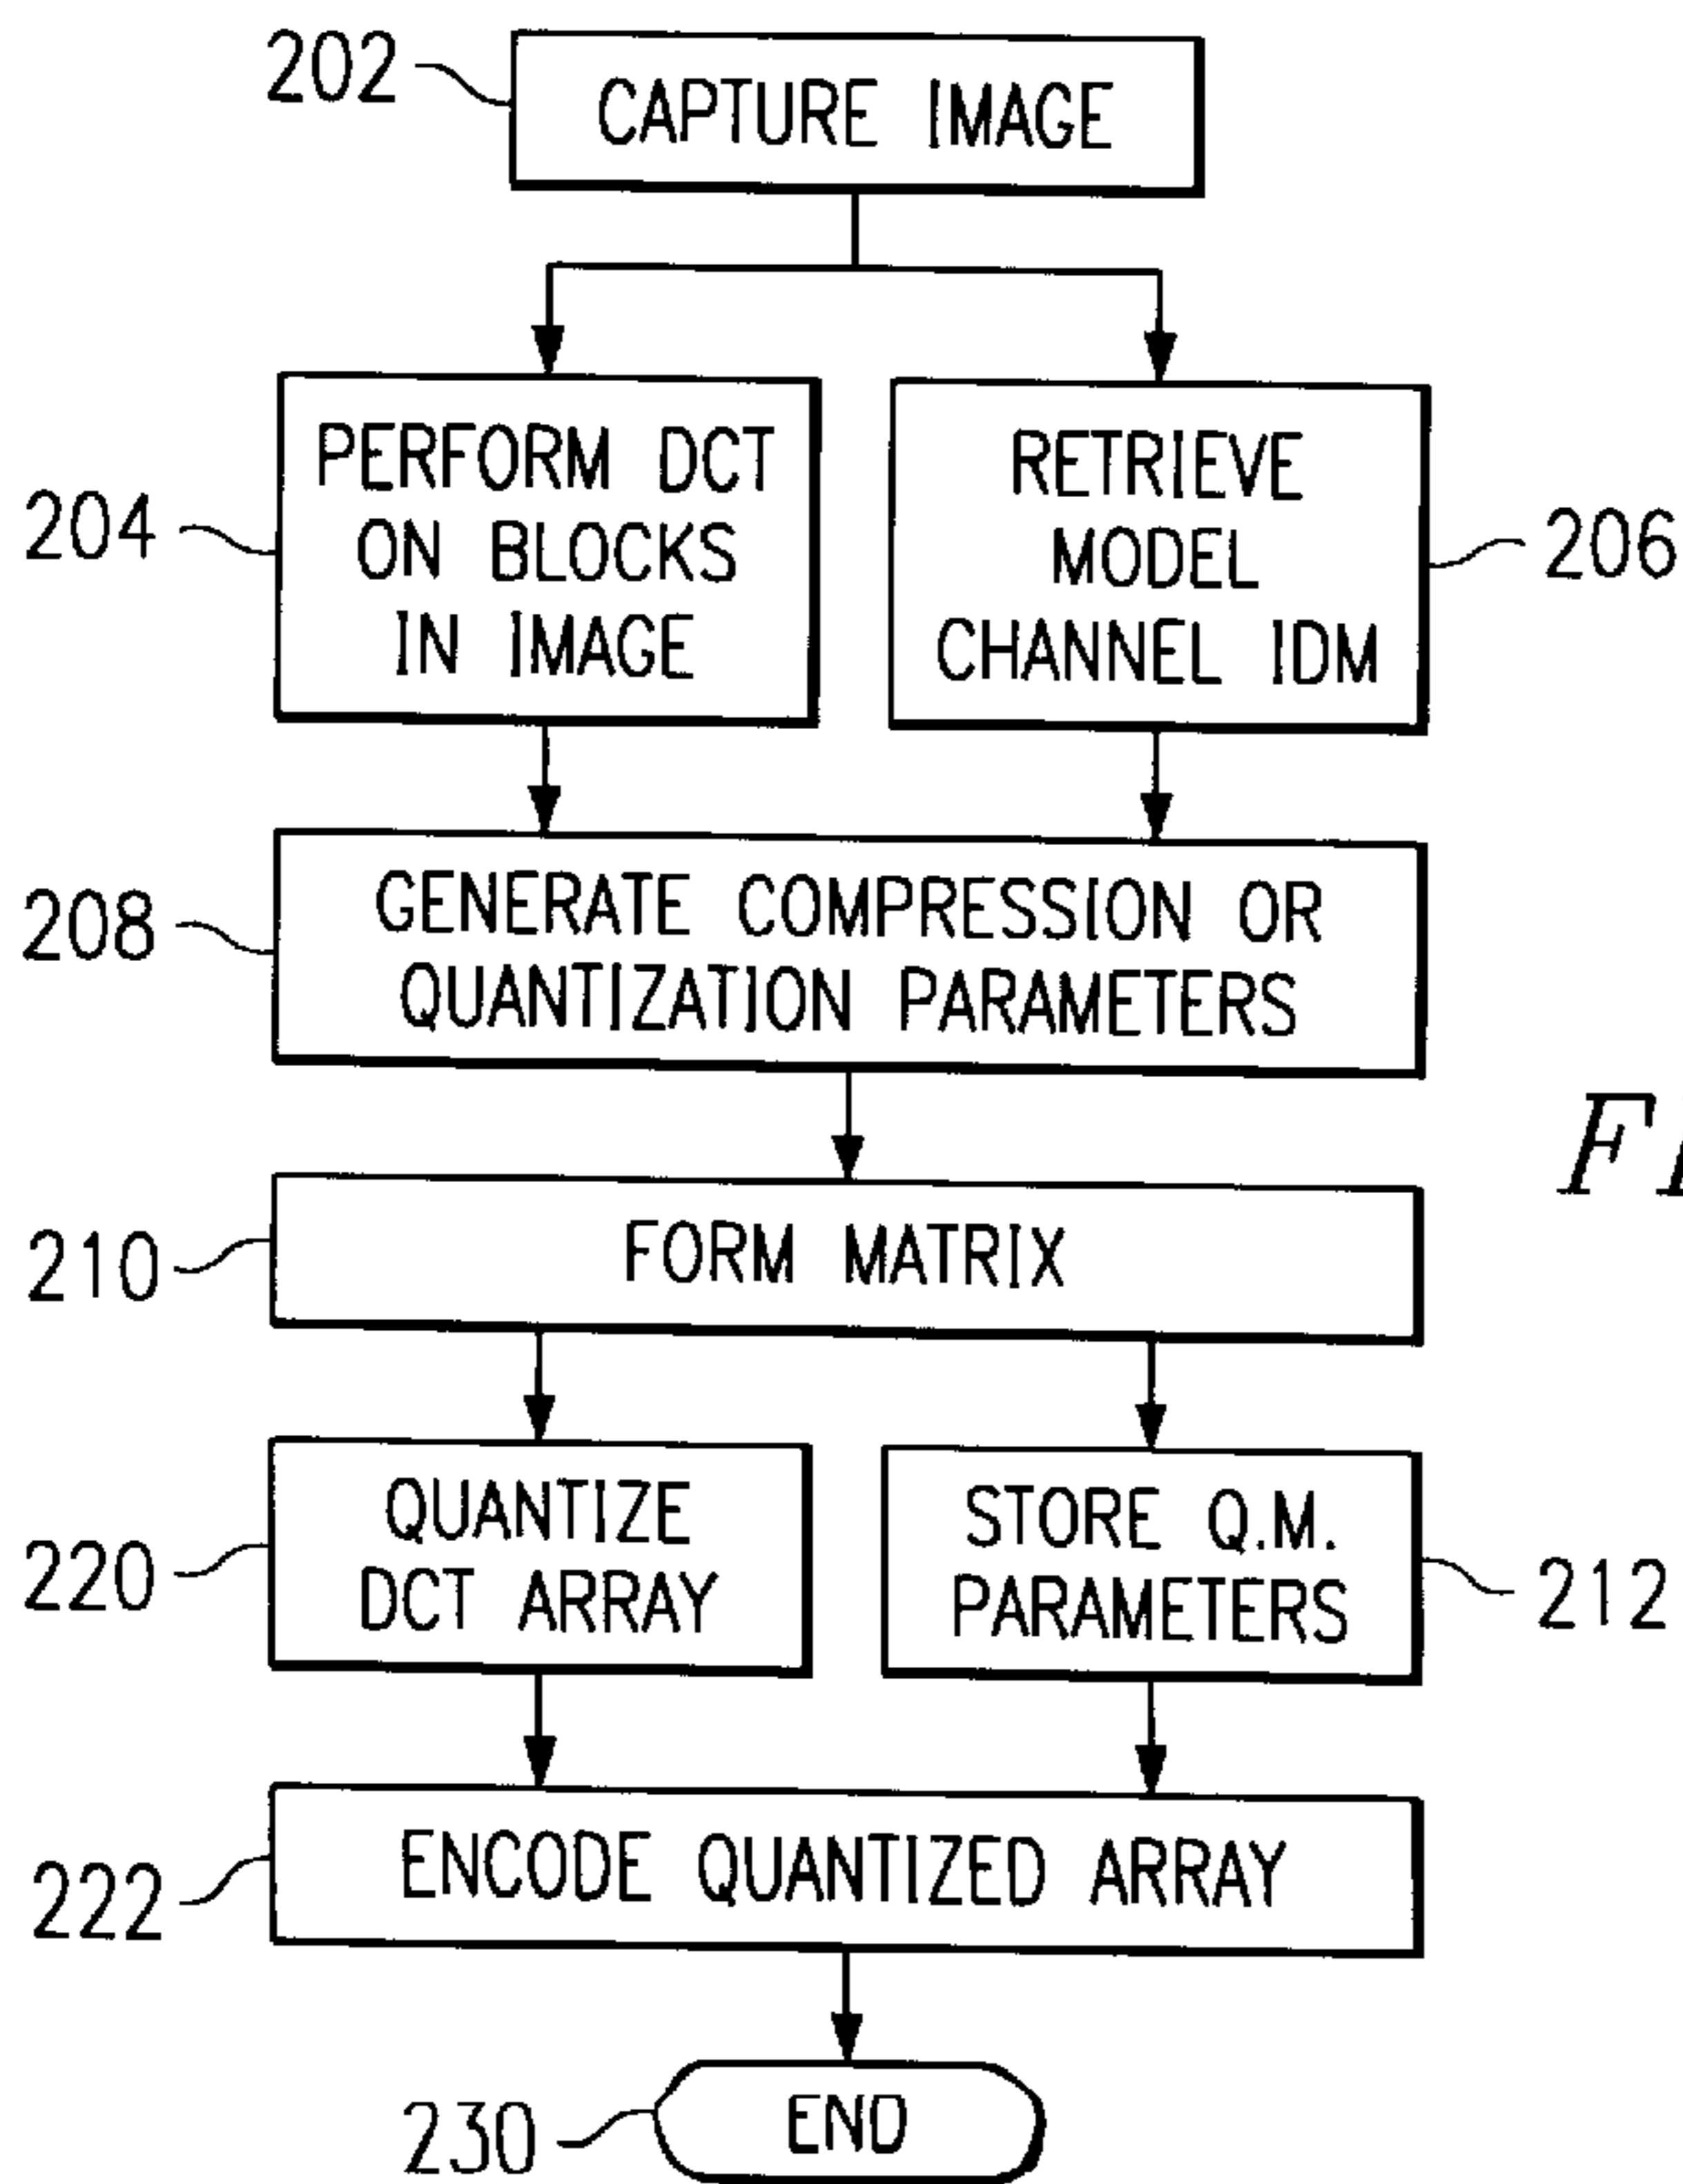 202
CAPTURE IMAGE
204
PERFORM DCT
ON BLOCKS
IN IMAGE
RETRIEVE
MODEL
CHANNEL IDM
206
208
GENERATE COMPRESSION OR
QUANTIZATION PARAMETERS
210
FORM MATRIX
220
QUANTIZE
DCT ARRAY
STORE Q.M.
PARAMETERS
212
222
ENCODE QUANTIZED ARRAY
230
END